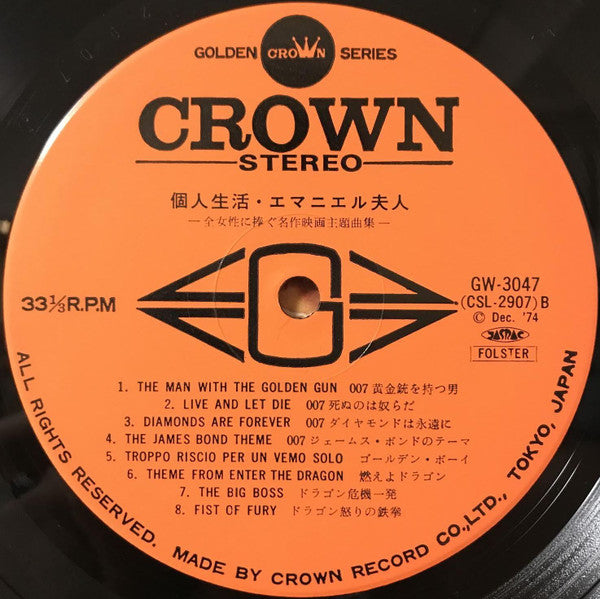 GOLDEN CROWN SERIES
CROWN
STEREO
個人生活・エマニエル夫人
—全女性に捧ぐ名作映画主題曲集—
G
33⅓R.P.M
GW-3047
(CSL-2907) B
© Dec. '74
JASRAC
FOLSTER
1. THE MAN WITH THE GOLDEN GUN 007 黄金銃を持つ男
2. LIVE AND LET DIE 007 死ぬのは奴らだ
3. DIAMONDS ARE FOREVER 007 ダイヤモンドは永遠に
4. THE JAMES BOND THEME 007 ジェームス・ボンドのテーマ
5. TROPPO RISCIO PER UN VEMO SOLO ゴールデン・ボーイ
6. THEME FROM ENTER THE DRAGON 燃えよドラゴン
7. THE BIG BOSS ドラゴン危機一発
8. FIST OF FURY ドラゴン怒りの鉄拳
ALL RIGHTS RESERVED. MADE BY CROWN RECORD CO.,LTD., TOKYO, JAPAN